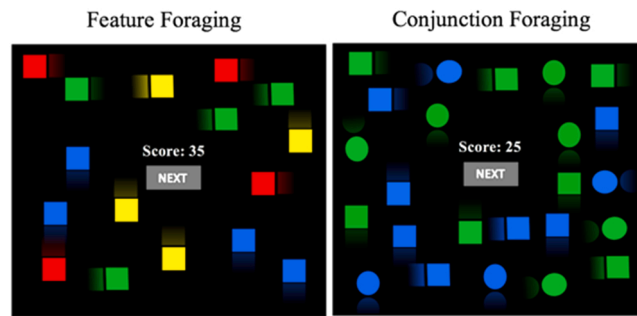 Feature Foraging
Conjunction Foraging
Score: 35
NEXT
Score: 25
NEXT